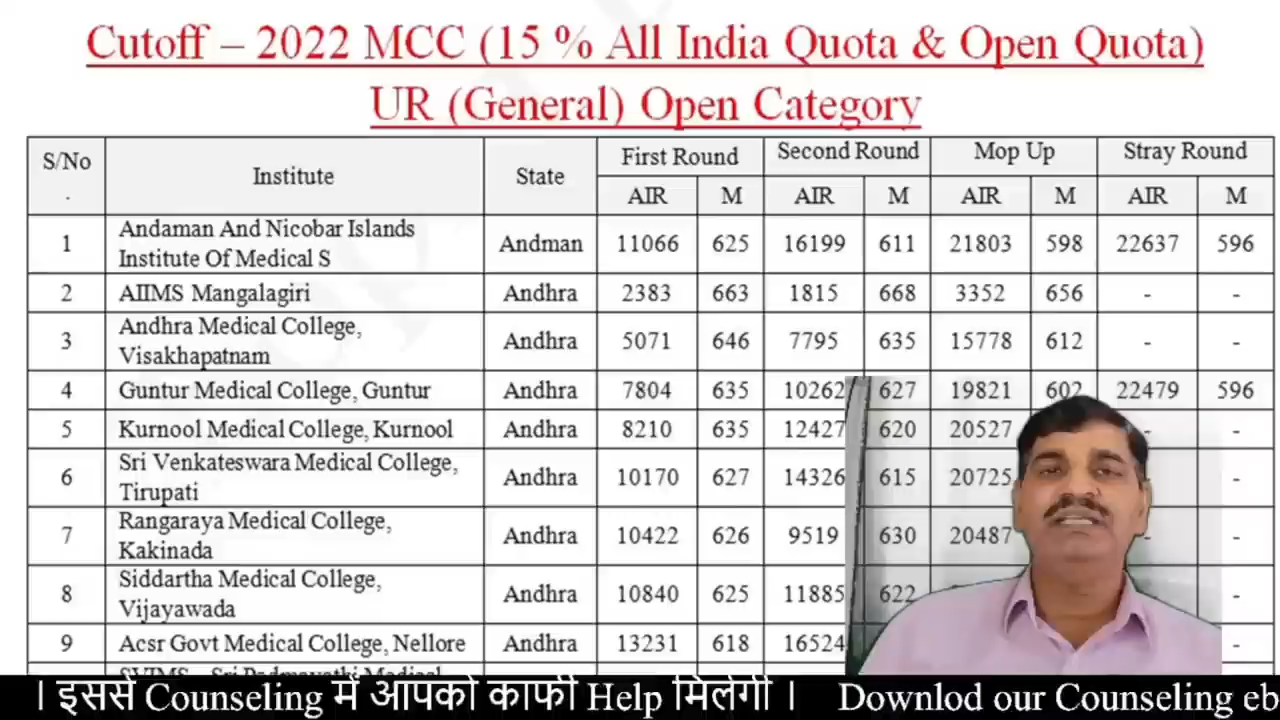 Cutoff – 2022 MCC (15 % All India Quota & Open Quota)
UR (General) Open Category
S/No. Institute State First Round Second Round Mop Up Stray Round
AIR M AIR M AIR M AIR M
1 Andaman And Nicobar Islands Institute Of Medical S Andman 11066 625 16199 611 21803 598 22637 596
2 AIIMS Mangalagiri Andhra 2383 663 1815 668 3352 656 - -
3 Andhra Medical College, Visakhapatnam Andhra 5071 646 7795 635 15778 612 - -
4 Guntur Medical College, Guntur Andhra 7804 635 10262 627 19821 602 22479 596
5 Kurnool Medical College, Kurnool Andhra 8210 635 12427 620 20527 - -
6 Sri Venkateswara Medical College, Tirupati Andhra 10170 627 14326 615 20725 -
7 Rangaraya Medical College, Kakinada Andhra 10422 626 9519 630 20487 - -
8 Siddartha Medical College, Vijayawada Andhra 10840 625 11885 622 -
9 Acsr Govt Medical College, Nellore Andhra 13231 618 16524 -
। इससे Counseling में आपको काफी Help मिलेगी । Downlod our Counseling eb